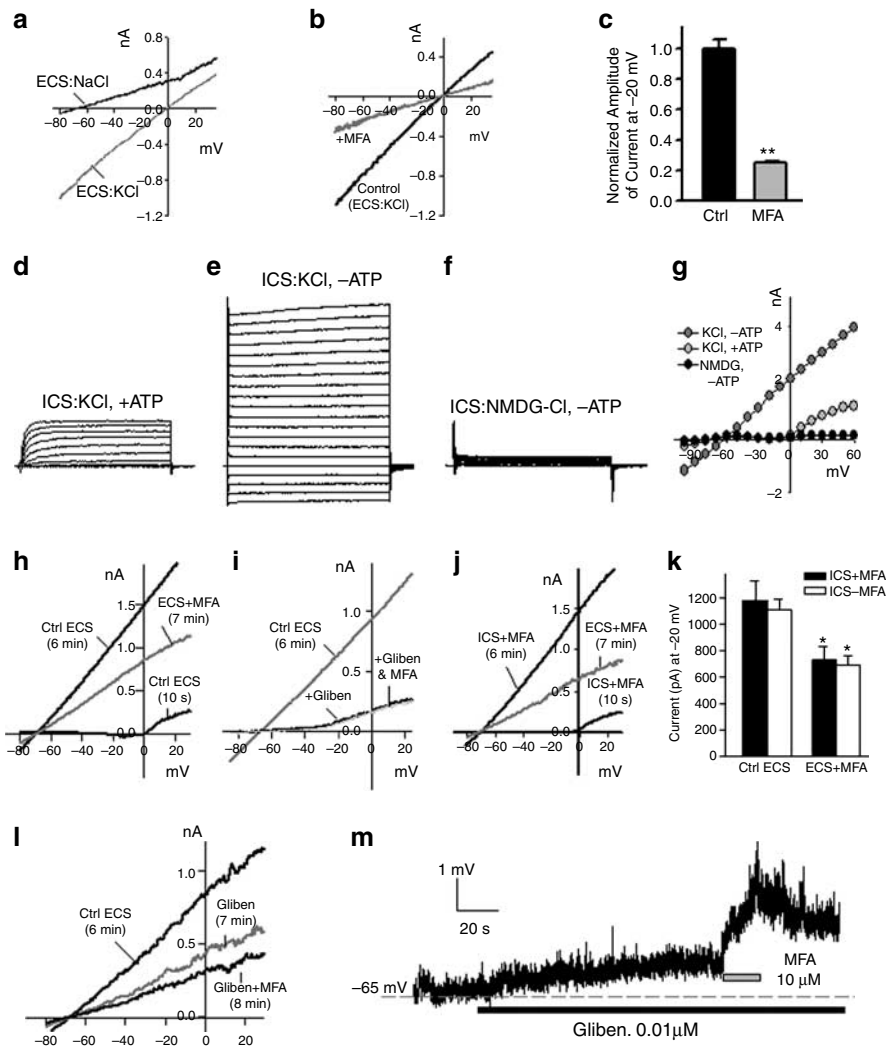 a
nA
0.8
0.4
ECS:NaCl
−80 −60 −40 −20 0 20
−0.4
mV
−0.8
ECS:KCl
−1.2
b
nA
0.4
−80 −60 −40 −20 0 20
+MFA
−0.4
mV
Control
(ECS:KCl)
−0.8
−1.2
c
Normalized Amplitude
of Current at −20 mV
1.0
0.8
0.6
0.4
0.2
0.0
**
Ctrl MFA
d
ICS:KCl, +ATP
e
ICS:KCl, −ATP
f
ICS:NMDG-Cl, −ATP
g
nA
KCl, −ATP
KCl, +ATP
NMDG,
−ATP
4
2
−90 −60 −30 0 30 60
mV
−2
h
nA
1.5
1.0
0.5
0.0
Ctrl ECS
(6 min)
ECS+MFA
(7 min)
Ctrl ECS
(10 s)
−80 −60 −40 −20 0 20
mV
i
nA
1.0
0.5
0.0
Ctrl ECS
(6 min)
+Gliben
& MFA
+Gliben
−80 −60 −40 −20 0 20
mV
j
nA
1.5
1.0
0.5
0.0
ICS+MFA
(6 min)
ECS+MFA
(7 min)
ICS+MFA
(10 s)
−80 −60 −40 −20 0 20
mV
k
Current (pA) at −20 mV
ICS+MFA
ICS−MFA
1200
1000
800
600
400
200
0
* *
Ctrl ECS ECS+MFA
l
nA
1.0
0.5
0.0
Ctrl ECS
(6 min)
Gliben
(7 min)
Gliben+MFA
(8 min)
−80 −60 −40 −20 0 20
m
1 mV
20 s
−65 mV
MFA
10 μM
Gliben. 0.01μM